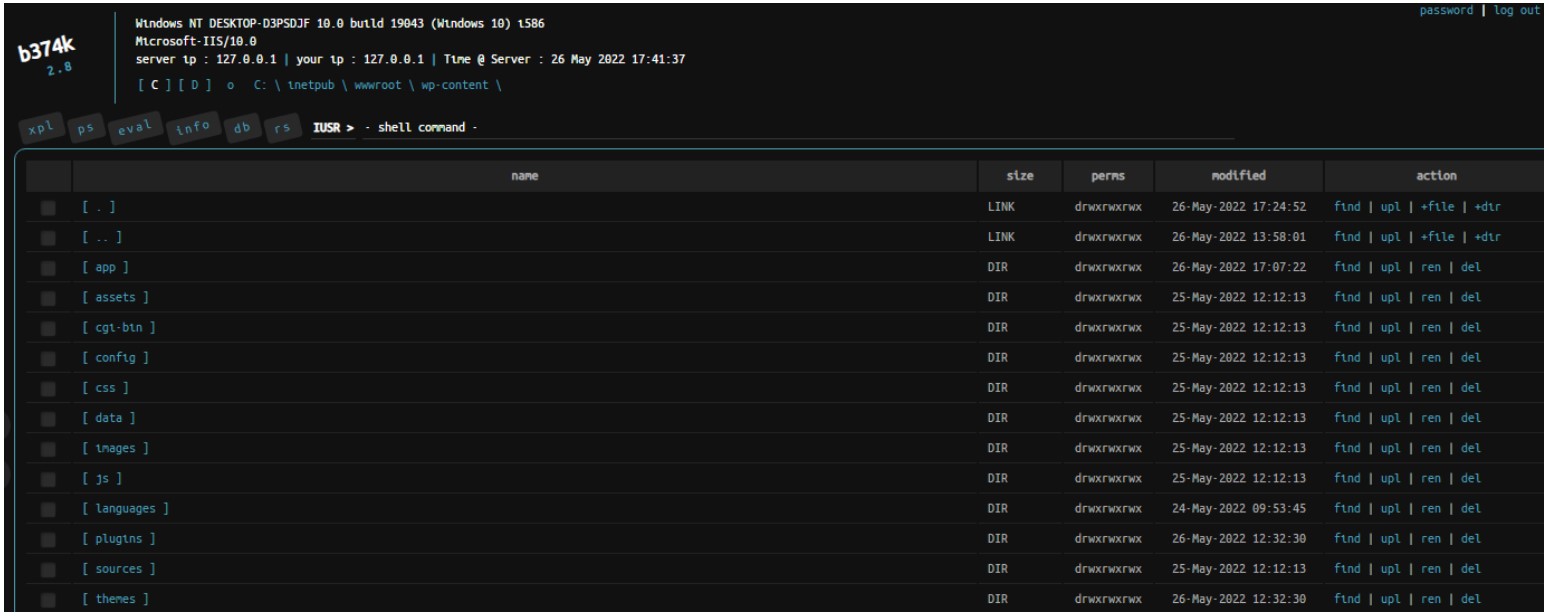 password | log out
b374k
2.8
Windows NT DESKTOP-D3PSDJF 10.0 build 19043 (Windows 10) i586
Microsoft-IIS/10.0
server ip : 127.0.0.1 | your ip : 127.0.0.1 | Time @ Server : 26 May 2022 17:41:37
[ C ] [ D ] o C: \ inetpub \ wwwroot \ wp-content \
xpl ps eval info db rs IUSR > - shell command -
name size perms modified action
[ . ] LINK drwxrwxrwx 26-May-2022 17:24:52 find | upl | +file | +dir
[ .. ] LINK drwxrwxrwx 26-May-2022 13:58:01 find | upl | +file | +dir
[ app ] DIR drwxrwxrwx 26-May-2022 17:07:22 find | upl | ren | del
[ assets ] DIR drwxrwxrwx 25-May-2022 12:12:13 find | upl | ren | del
[ cgi-bin ] DIR drwxrwxrwx 25-May-2022 12:12:13 find | upl | ren | del
[ config ] DIR drwxrwxrwx 25-May-2022 12:12:13 find | upl | ren | del
[ css ] DIR drwxrwxrwx 25-May-2022 12:12:13 find | upl | ren | del
[ data ] DIR drwxrwxrwx 25-May-2022 12:12:13 find | upl | ren | del
[ images ] DIR drwxrwxrwx 25-May-2022 12:12:13 find | upl | ren | del
[ js ] DIR drwxrwxrwx 25-May-2022 12:12:13 find | upl | ren | del
[ languages ] DIR drwxrwxrwx 24-May-2022 09:53:45 find | upl | ren | del
[ plugins ] DIR drwxrwxrwx 26-May-2022 12:32:30 find | upl | ren | del
[ sources ] DIR drwxrwxrwx 25-May-2022 12:12:13 find | upl | ren | del
[ themes ] DIR drwxrwxrwx 26-May-2022 12:32:30 find | upl | ren | del